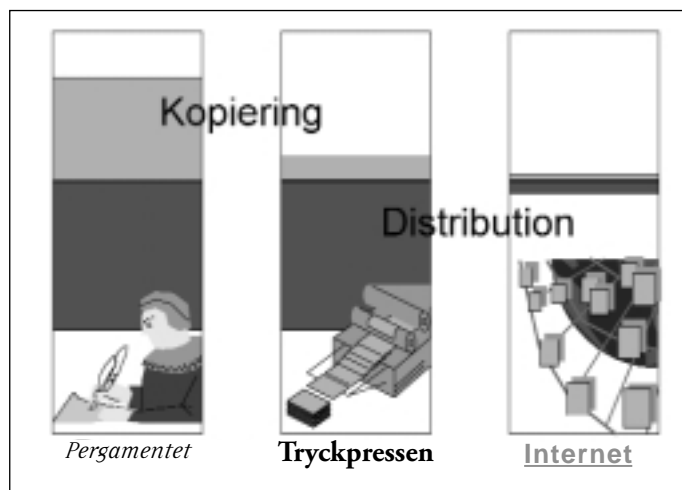 Kopiering
Distribution
Pergamentet
Tryckpressen
Internet